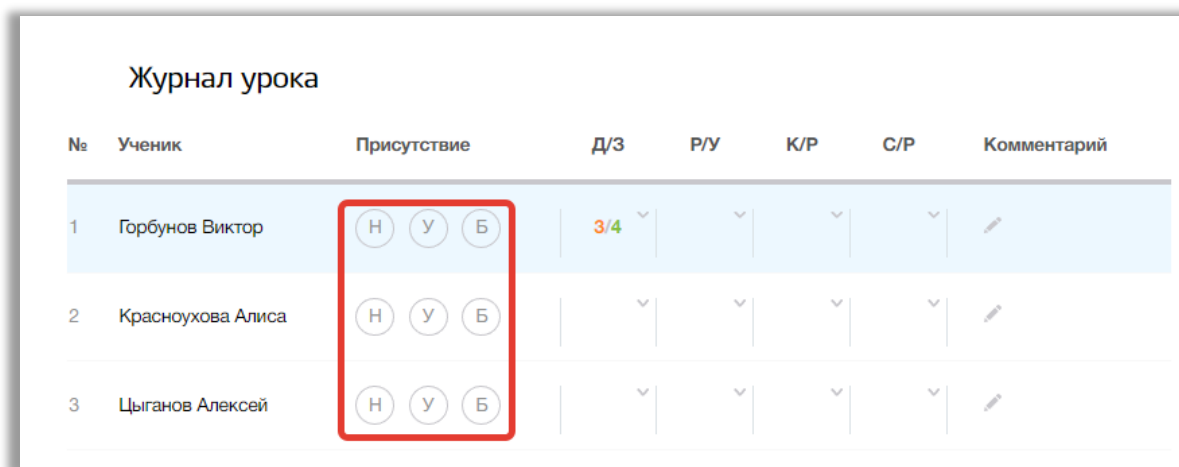 Журнал урока
№ Ученик Присутствие Д/З Р/У К/Р С/Р Комментарий
1 Горбунов Виктор Н У Б 3/4
2 Красноухова Алиса Н У Б
3 Цыганов Алексей Н У Б